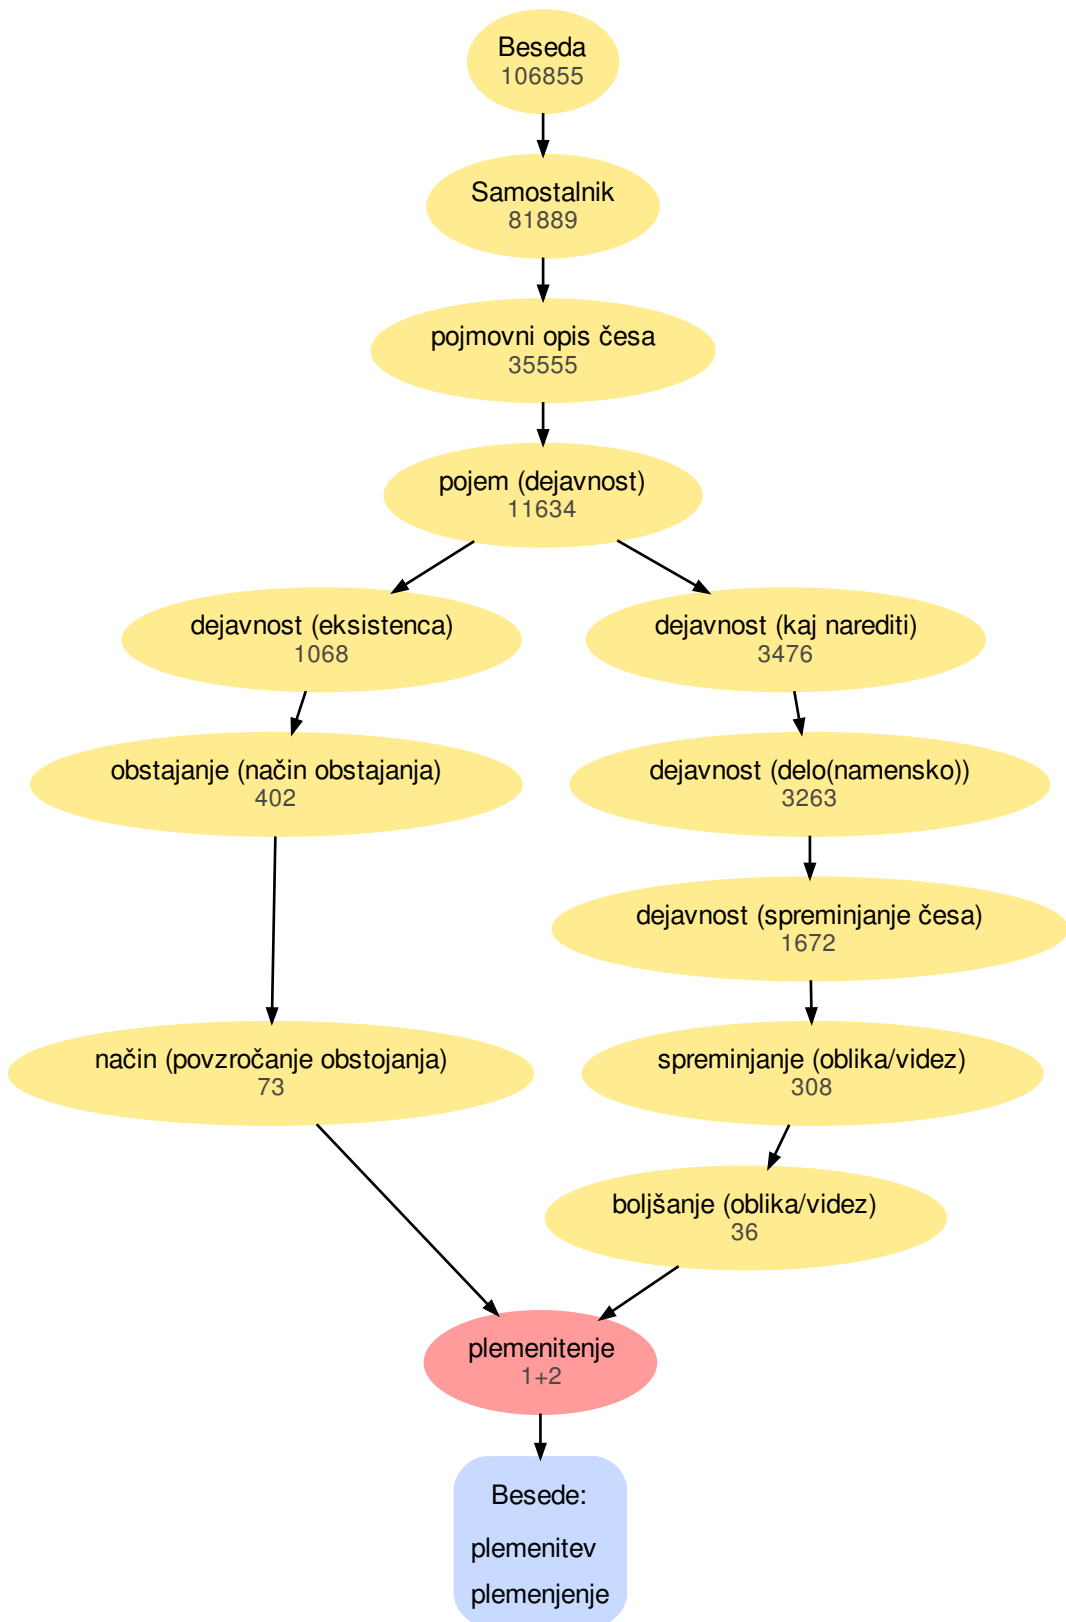 Beseda
106855
Samostalnik
81889
pojmovni opis česa
35555
pojem (dejavnost)
11634
dejavnost (eksistenca)
1068
dejavnost (kaj narediti)
3476
obstajanje (način obstajanja)
402
dejavnost (delo(namensko))
3263
dejavnost (spreminjanje česa)
1672
način (povzročanje obstojanja)
73
spreminjanje (oblika/videz)
308
boljšanje (oblika/videz)
36
plemenitenje
1+2
Besede:
plemenitev
plemenjenje